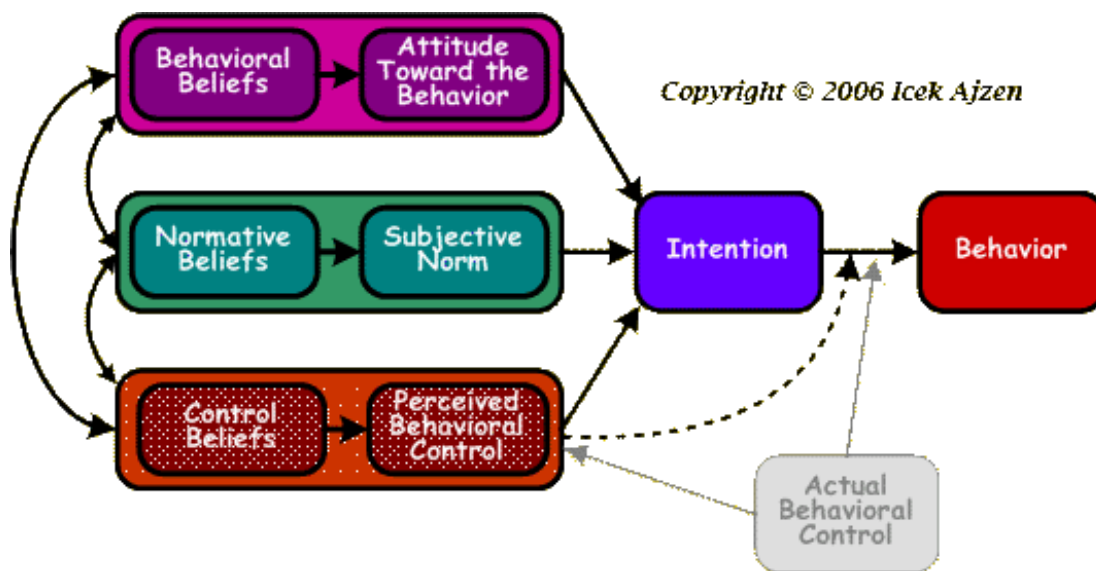 Behavioral
Beliefs
Attitude
Toward the
Behavior
Copyright © 2006 Icek Ajzen
Normative
Beliefs
Subjective
Norm
Intention
Behavior
Control
Beliefs
Perceived
Behavioral
Control
Actual
Behavioral
Control